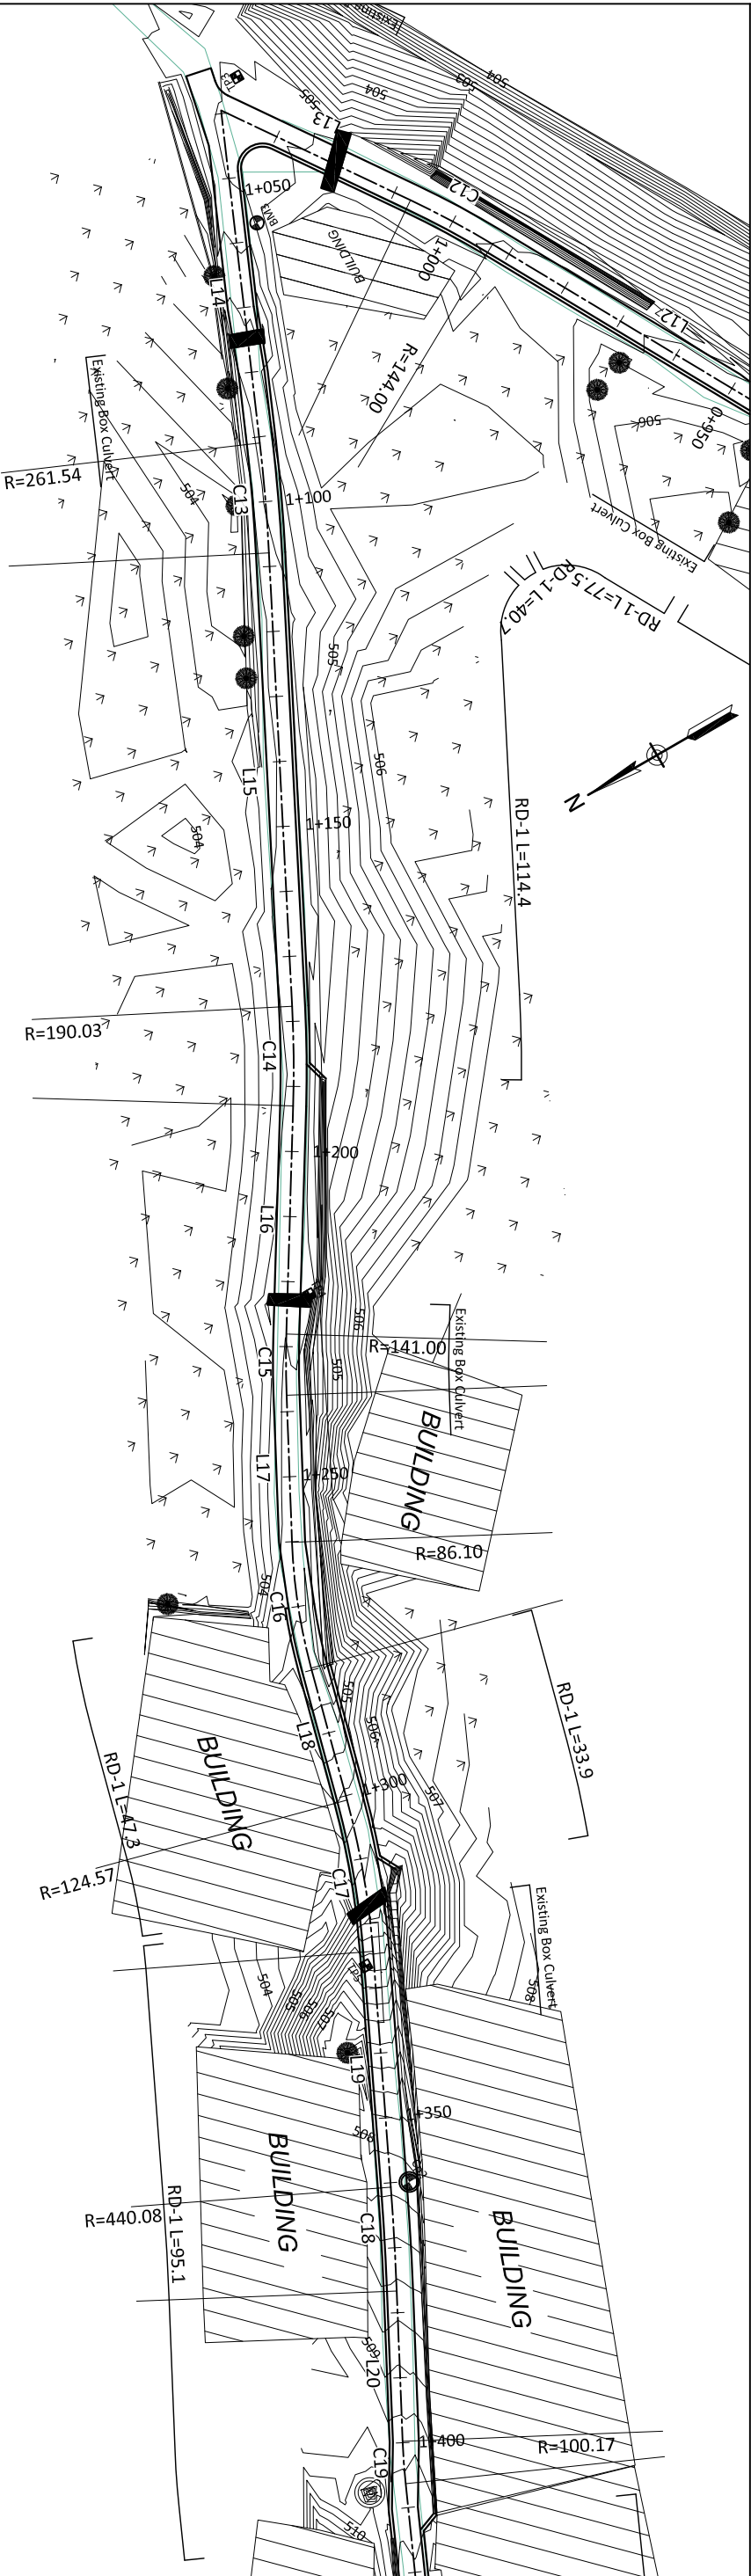 Existing
504
503
504
505
TP3
L13
C12
1+050
BM3
BUILDING
1+000
L14
L127
R=144.00
Existing Box Culvert
506
0+950
R=261.54
504
C13
1+100
Existing Box Culvert
RD-1 L=77.5
RD-1 L=40.7
505
506
N
L15
1+150
RD-1 L=114.4
504
R=190.03
C14
1+200
L16
506
Existing Box Culvert
R=141.00
C15
505
BUILDING
L17
1+250
R=86.10
504
C16
505
RD-1 L=33.9
L18
506
BUILDING
1+300
507
RD-1 L=47.3
R=124.57
C17
Existing Box Culvert
TP5
504
505
506
507
508
L19
1+350
508
BUILDING
RD-1 L=95.1
R=440.08
C18
BUILDING
509
L20
1+400
R=100.17
C19
510